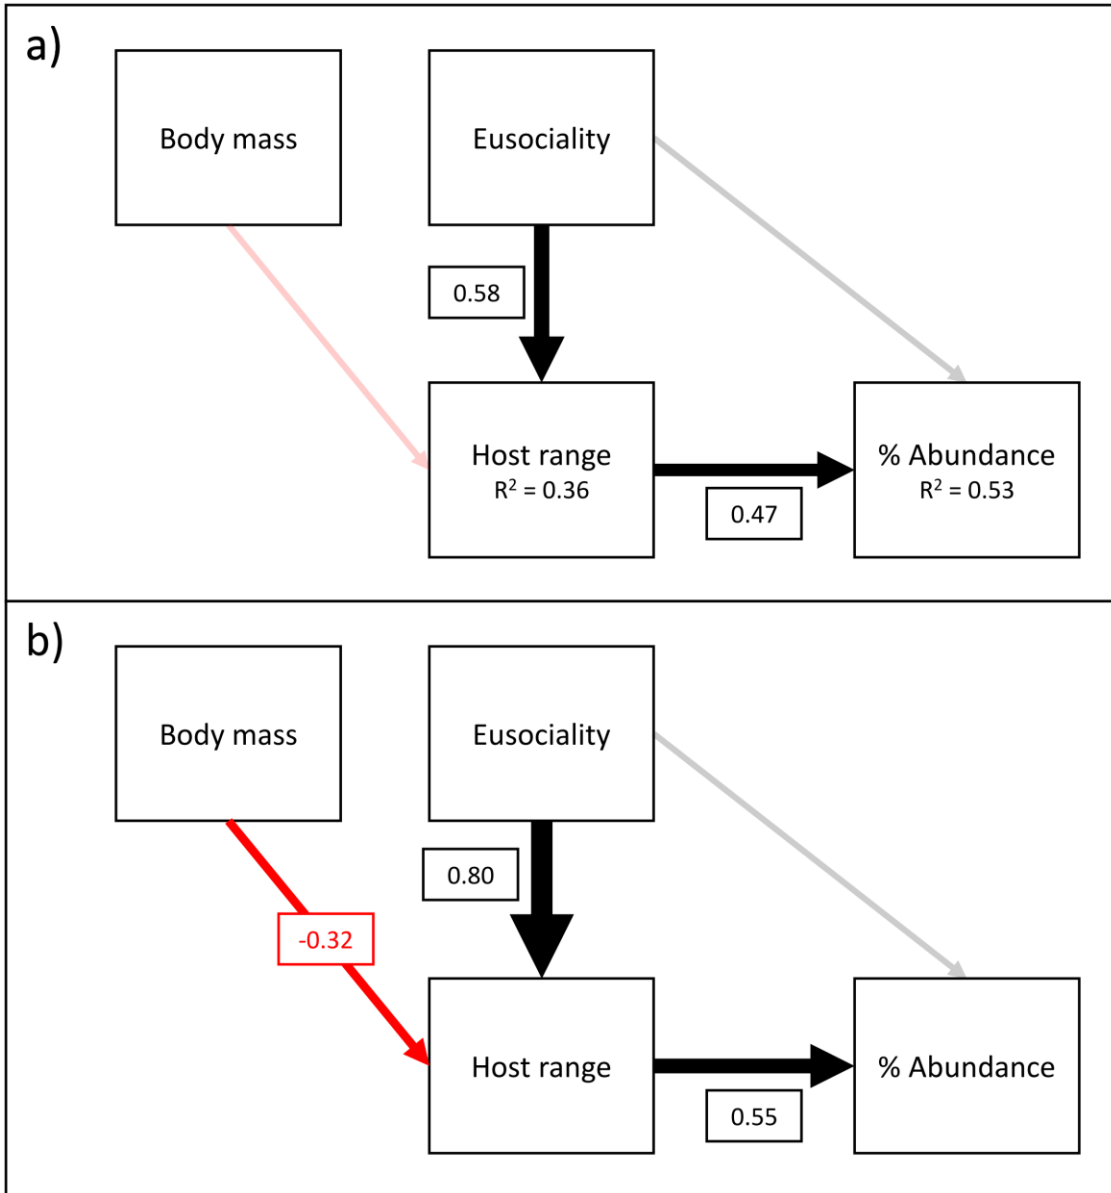 a)
Body mass
Eusociality
0.58
Host range
R² = 0.36
% Abundance
R² = 0.53
0.47
b)
Body mass
Eusociality
0.80
-0.32
Host range
% Abundance
0.55